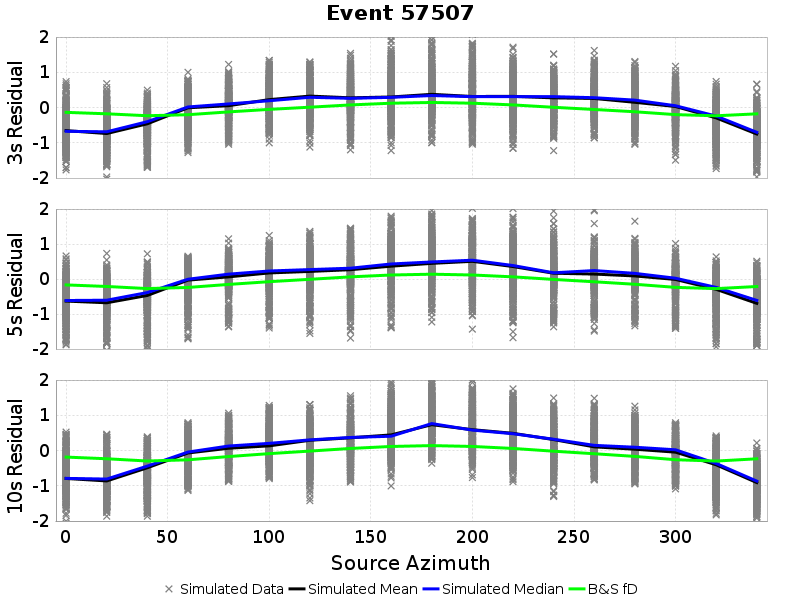 Event 57507
3s Residual
2
1
0
-1
-2
5s Residual
2
1
0
-1
-2
10s Residual
2
1
0
-1
-2
0 50 100 150 200 250 300
Source Azimuth
Simulated Data Simulated Mean Simulated Median B&S fD